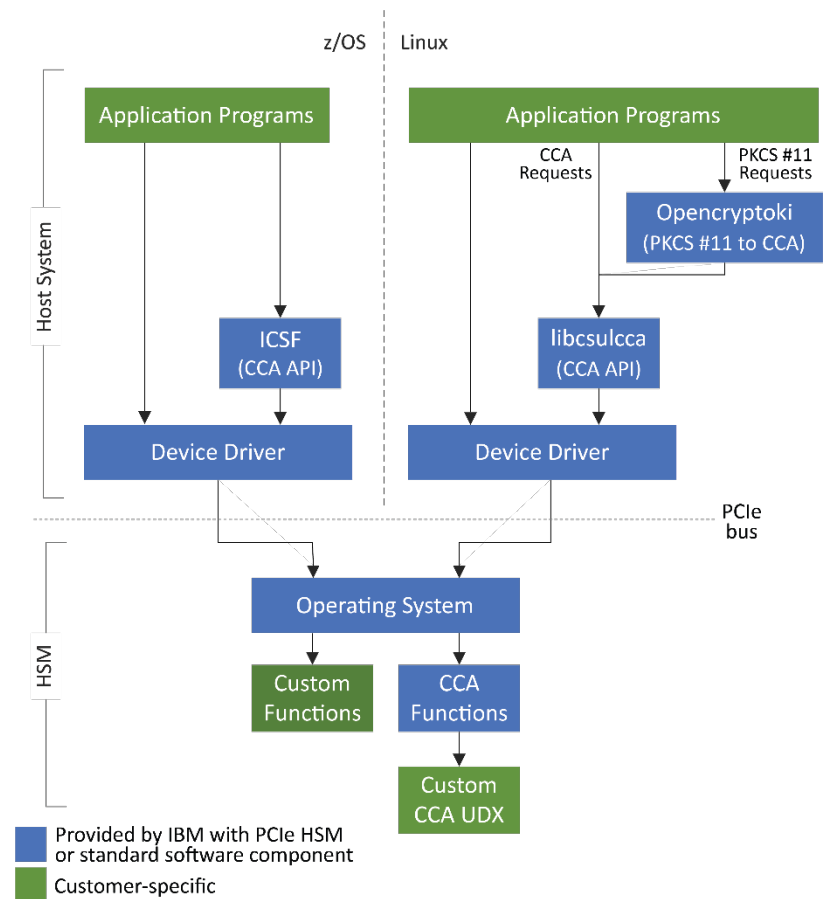 z/OS
Linux
Application Programs
Application Programs
CCA
Requests
PKCS #11
Requests
Opencryptoki
(PKCS #11 to CCA)
Host System
ICSF
(CCA API)
libcsulcca
(CCA API)
Device Driver
Device Driver
PCIe
bus
Operating System
HSM
Custom
Functions
CCA
Functions
Custom
CCA UDX
Provided by IBM with PCIe HSM
or standard software component
Customer-specific